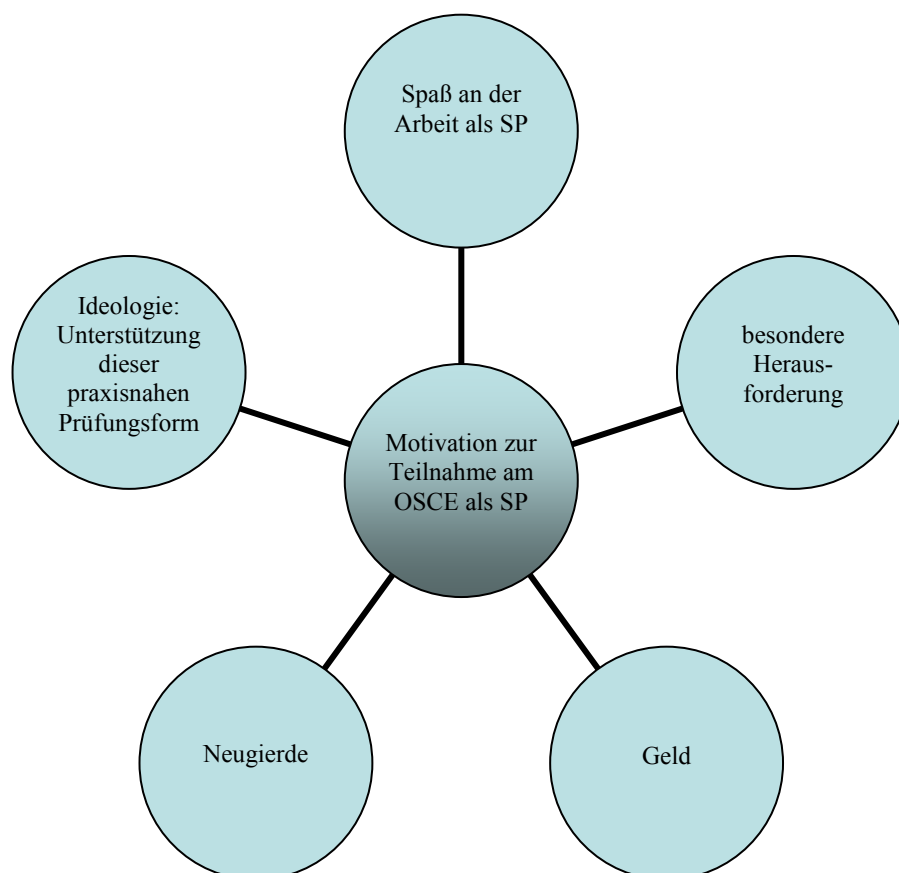 Spaß an der
Arbeit als SP
Ideologie:
Unterstützung
dieser
praxisnahen
Prüfungsform
besondere
Heraus-
forderung
Motivation zur
Teilnahme am
OSCE als SP
Neugierde
Geld